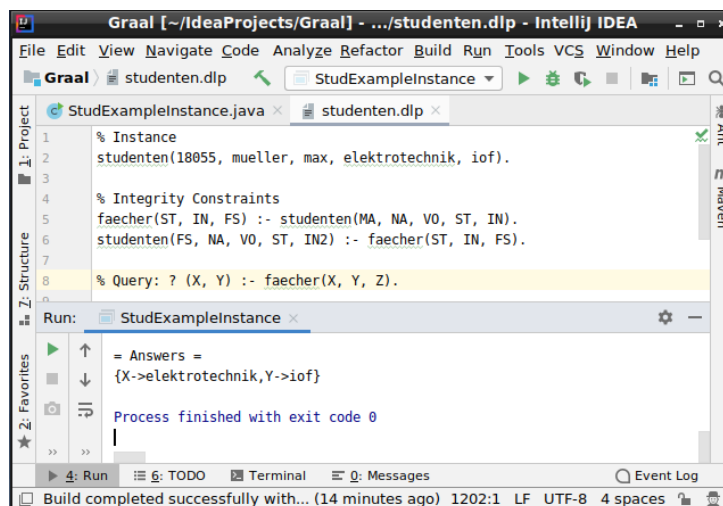 Graal [~/IdeaProjects/Graal] - .../studenten.dlp - IntelliJ IDEA
File Edit View Navigate Code Analyze Refactor Build Run Tools VCS Window Help
Graal studenten.dlp StudExampleInstance
1: Project
StudExampleInstance.java studenten.dlp
Ant
1 % Instance
2 studenten(18055, mueller, max, elektrotechnik, iof).
3
4 % Integrity Constraints
5 faecher(ST, IN, FS) :- studenten(MA, NA, VO, ST, IN).
6 studenten(FS, NA, VO, ST, IN2) :- faecher(ST, IN, FS).
7
8 % Query: ? (X, Y) :- faecher(X, Y, Z).
m Maven
Z: Structure
Run: StudExampleInstance
= Answers =
{X->elektrotechnik,Y->iof}
Process finished with exit code 0
2: Favorites
4: Run 6: TODO Terminal 0: Messages Event Log
Build completed successfully with... (14 minutes ago) 1202:1 LF UTF-8 4 spaces